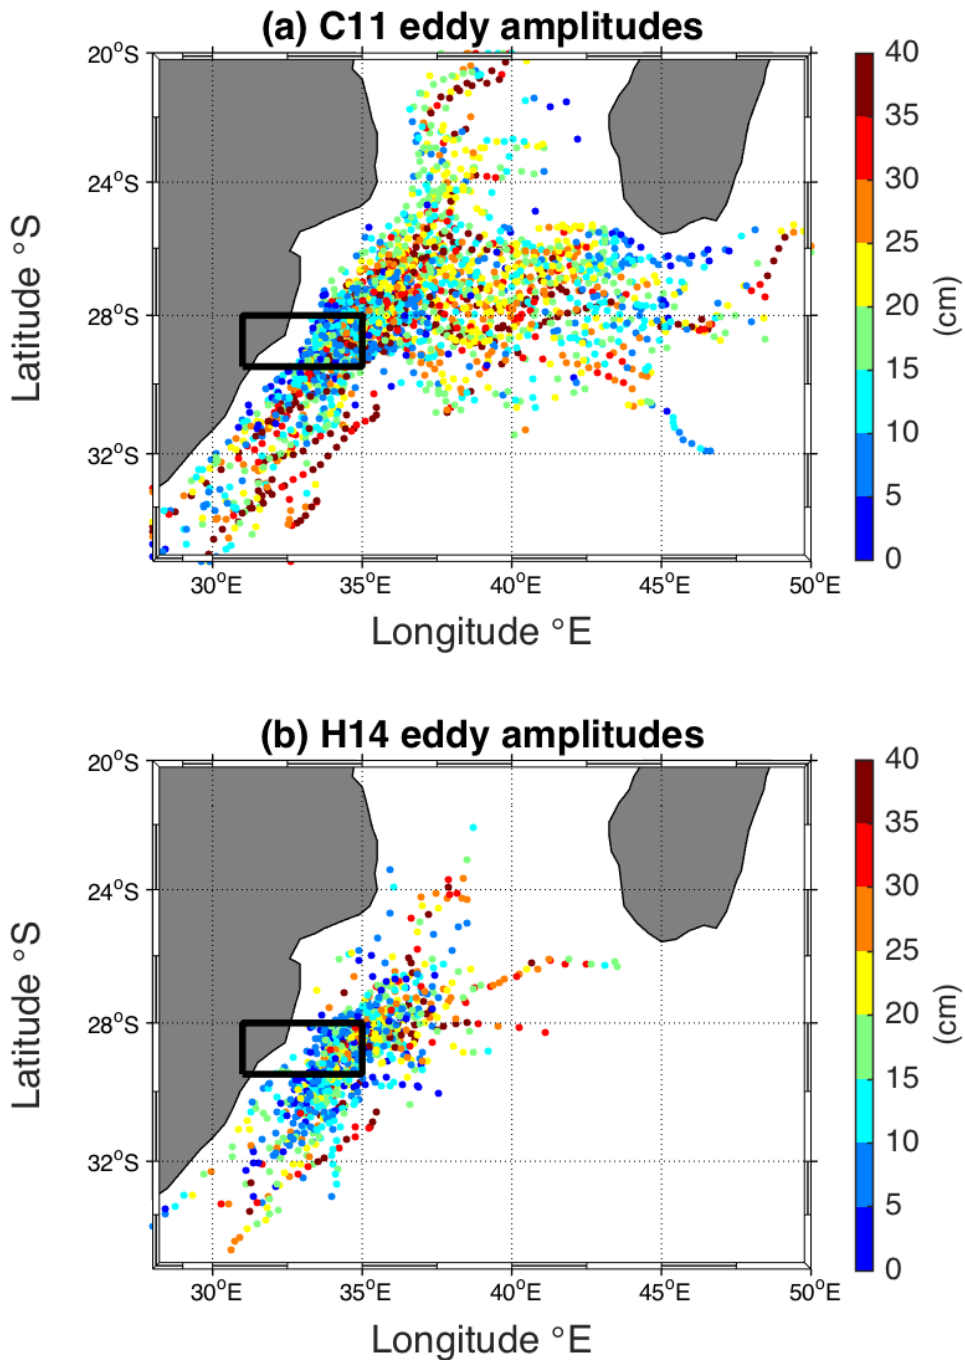 (a) C11 eddy amplitudes
20°S
24°S
28°S
32°S
Latitude °S
30°E 35°E 40°E 45°E 50°E
Longitude °E
40
35
30
25
20
15
10
5
0
(cm)
(b) H14 eddy amplitudes
20°S
24°S
28°S
32°S
Latitude °S
30°E 35°E 40°E 45°E 50°E
Longitude °E
40
35
30
25
20
15
10
5
0
(cm)